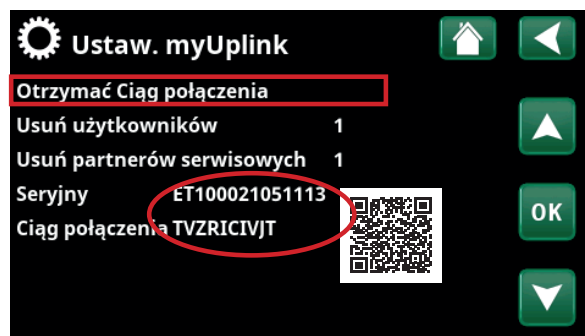 Ustaw. myUplink
Otrzymać Ciąg połączenia
Usuń użytkowników 1
Usuń partnerów serwisowych 1
Seryjny ET100021051113
Ciąg połączenia TVZRICIVJT
OK